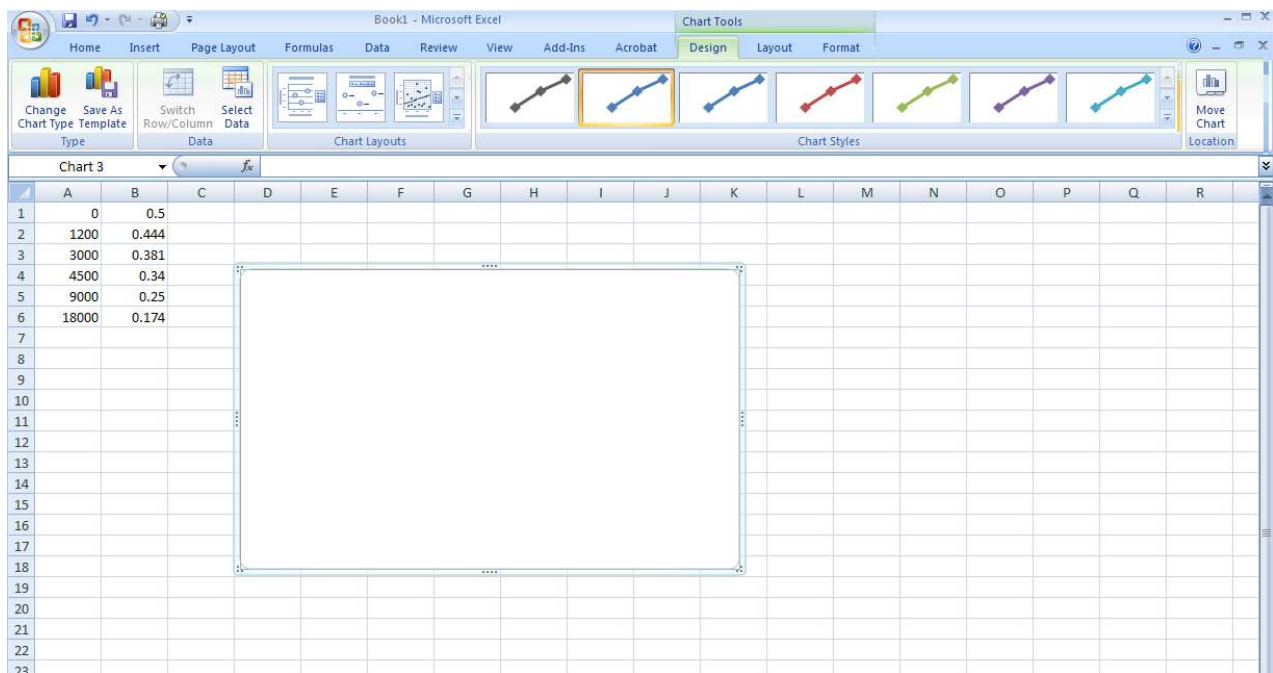 Book1 - Microsoft Excel
Chart Tools
Home Insert Page Layout Formulas Data Review View Add-Ins Acrobat Design Layout Format
Change Chart Type
Save As Template
Switch Row/Column
Select Data
Move Chart
Type Data Chart Layouts Chart Styles Location
Chart 3 fx
A B C D E F G H I J K L M N O P Q R
1 0 0.5
2 1200 0.444
3 3000 0.381
4 4500 0.34
5 9000 0.25
6 18000 0.174
7
8
9
10
11
12
13
14
15
16
17
18
19
20
21
22
23